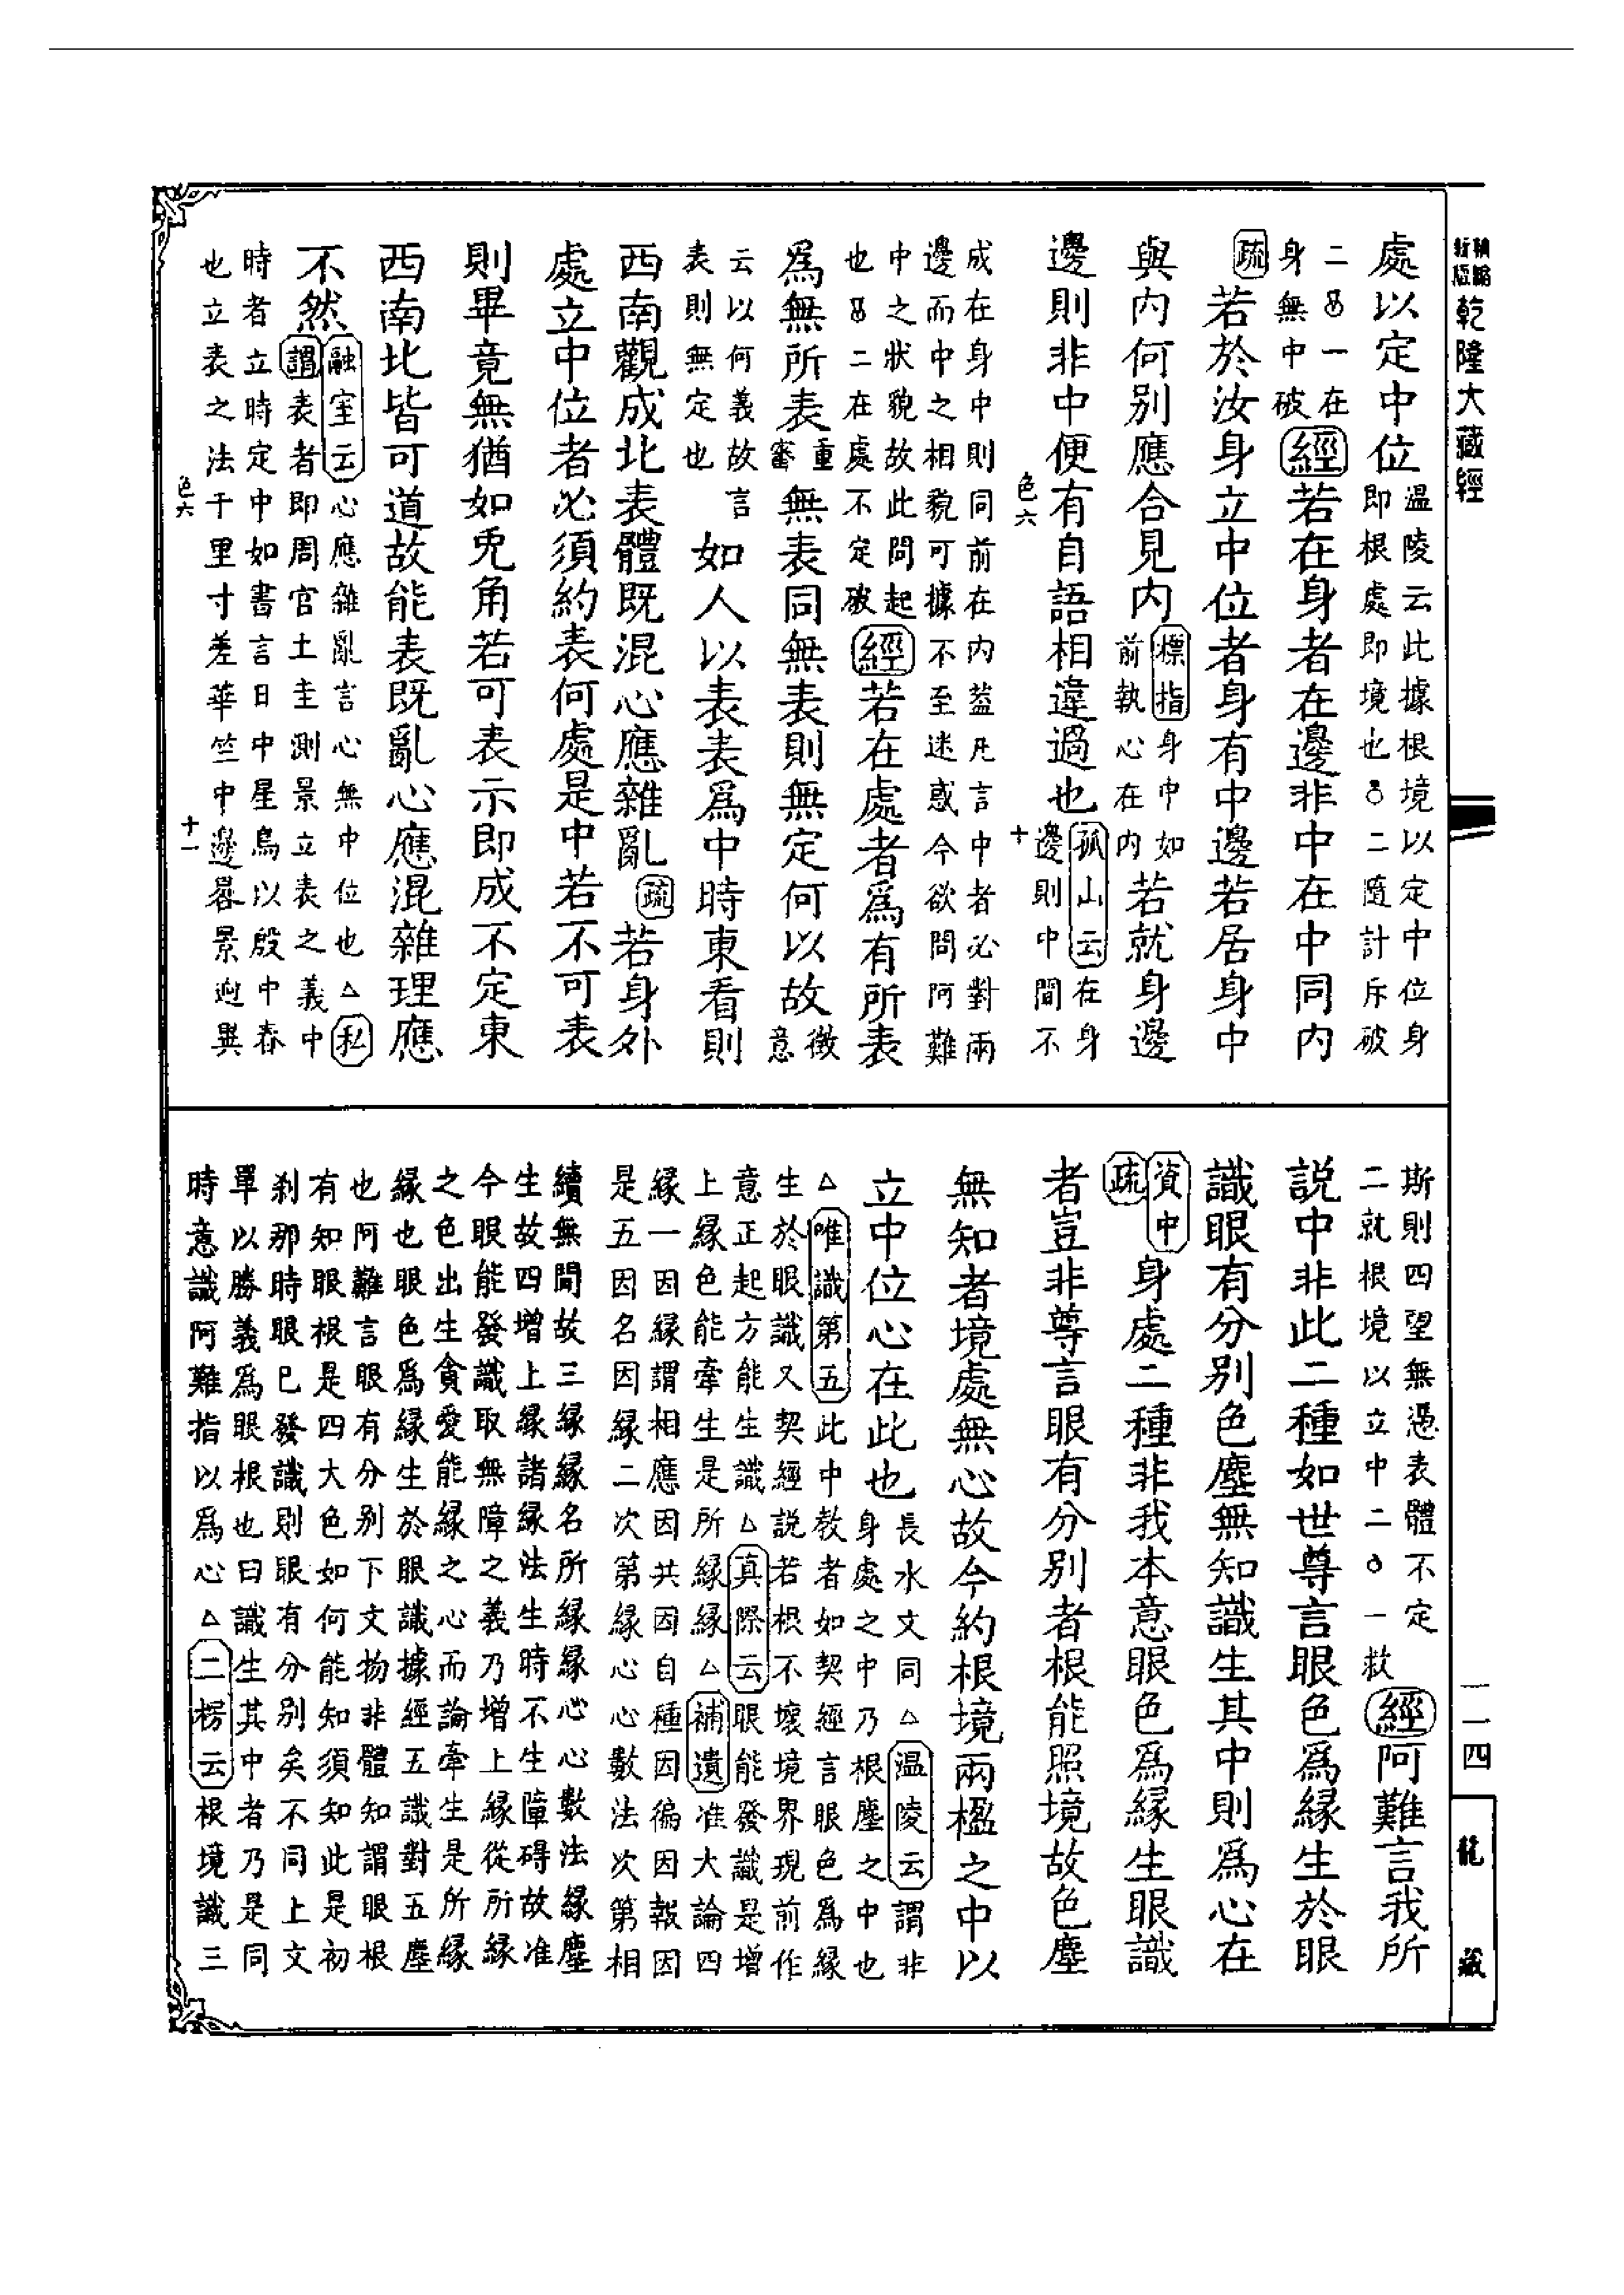 乾隆大藏經
處以定中位溫陵云此據根境以定中位身
即根處即境也二隨計斥破
二一在
身無中破經若在身者在邊非中在中同內
疏若於汝身立中位者身有中邊若居身中
與內何別應合見內標指身中如
前執心在內若就身邊
邊則非中便有自語相違過也孤山云在身
邊則中間不
成在身中則同前在內葢凡言中者必對兩
邊而中之相貌可據不至迷惑今欲問阿難
中之狀貌故此問起
也二在處不定破經若在處者爲有所表
爲無所表重
審無表同無表則無定何以故徵
意
云以何義故言
表則無定也如人以表表爲中時東看則
西南觀成北表體既混心應雜亂疏若身外
處立中位者必須約表何處是中若不可表
則畢竟無猶如兎角若可表示即成不定東
西南北皆可道故能表既亂心應混雜理應
不然融室云心應雜亂言心無中位也△私
謂表者即周官土圭測景立表之義中
時者立時定中如書言日中星鳥以殷中春
也立表之法千里寸差華竺中邊晷景逈異
色六
十
色六
十一
斯則四望無憑表體不定
二就根境以立中二一救經阿難言我所
說中非此二種如世尊言眼色爲緣生於眼
識眼有分別色塵無知識生其中則爲心在
資中
疏身處二種非我本意眼色爲緣生眼識
者豈非尊言眼有分別者根能照境故色塵
無知者境處無心故今約根境兩楹之中以
立中位心在此也長水文同△溫陵云謂非
身處之中乃根塵之中也
△唯識第五此中教者如契經言眼色爲緣
生於眼識又契經說若根不壞境界現前作
意正起方能生識△真際云眼能發識是增
上緣色能牽生是所緣緣△補遺准大論四
緣一因緣謂相應因共因自種因徧因報因
是五因名因緣二次第緣心心數法次第相
續無間故三緣緣名所緣緣心心數法緣塵
生故四增上緣諸緣法生時不生障碍故准
今眼能發識取無障之義乃增上緣從所緣
之色出生貪愛能緣之心而論牽生是所緣
緣也眼色爲緣生於眼識據經五識對五塵
也阿難言眼有分別下文物非體知謂眼根
有知眼根是四大色如何能知須知此是初
刹那時眼已發識則眼有分別矣不同上文
單以勝義爲眼根也曰識生其中者乃是同
時意識阿難指以爲心△二楞云根境識三
一一四
龍
藏